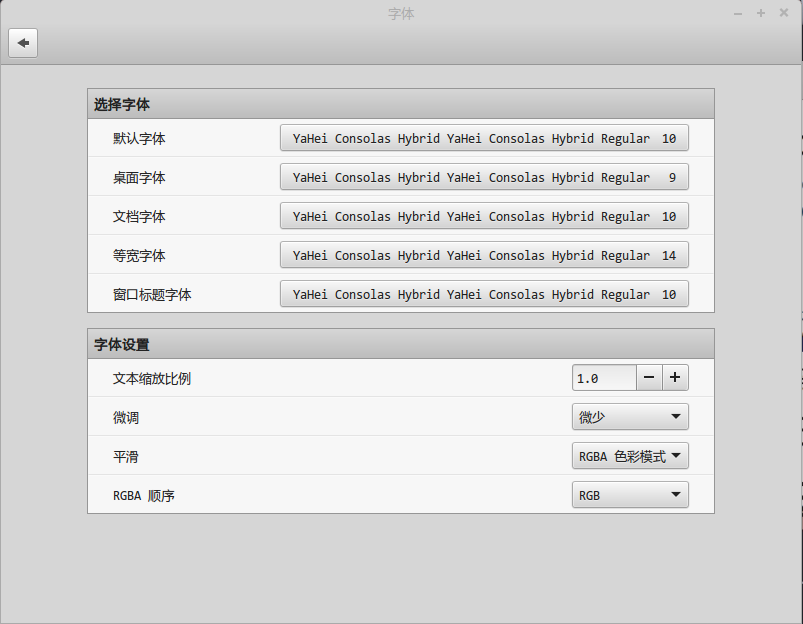 字体
选择字体
默认字体 YaHei Consolas Hybrid YaHei Consolas Hybrid Regular 10
桌面字体 YaHei Consolas Hybrid YaHei Consolas Hybrid Regular 9
文档字体 YaHei Consolas Hybrid YaHei Consolas Hybrid Regular 10
等宽字体 YaHei Consolas Hybrid YaHei Consolas Hybrid Regular 14
窗口标题字体 YaHei Consolas Hybrid YaHei Consolas Hybrid Regular 10
字体设置
文本缩放比例 1.0
微调 微少
平滑 RGBA 色彩模式
RGBA 顺序 RGB